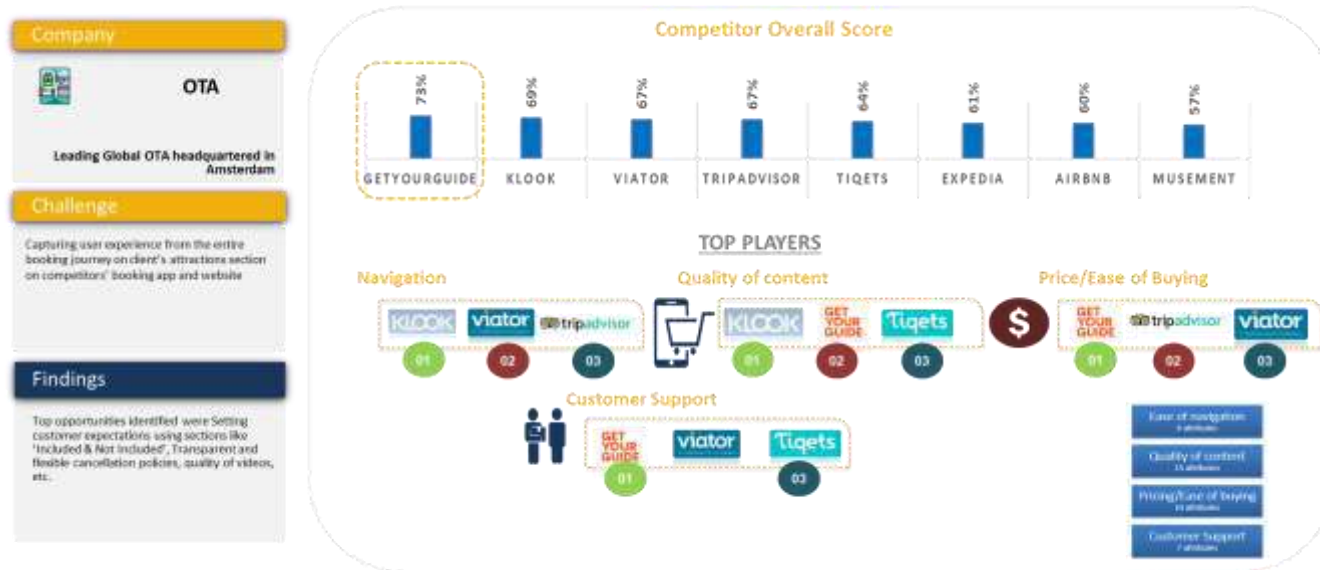 Company
OTA
Leading Global OTA headquartered in
Amsterdam
Challenge
Capturing user experience from the entire
booking journey on client's attractions section
on competitors' booking app and website
Findings
Top opportunities identified were Setting
customer expectations using sections like
'Included & Not Included', Transparent and
flexible cancellation policies, quality of videos,
etc.
Competitor Overall Score
73% 69% 67% 67% 64% 61% 60% 57%
GETYOURGUIDE KLOOK VIATOR TRIPADVISOR TIQETS EXPEDIA AIRBNB MUSEMENT
TOP PLAYERS
Navigation
KLOOK viator tripadvisor
01 02 03
Quality of content
KLOOK GET YOUR GUIDE Tiqets
01 02 03
Price/Ease of Buying
$
GET YOUR GUIDE tripadvisor viator
01 02 03
Customer Support
GET YOUR GUIDE viator Tiqets
01 03
Ease of navigation
attributes
Quality of content
attributes
Pricing/Ease of buying
attributes
Customer Support
7 attributes